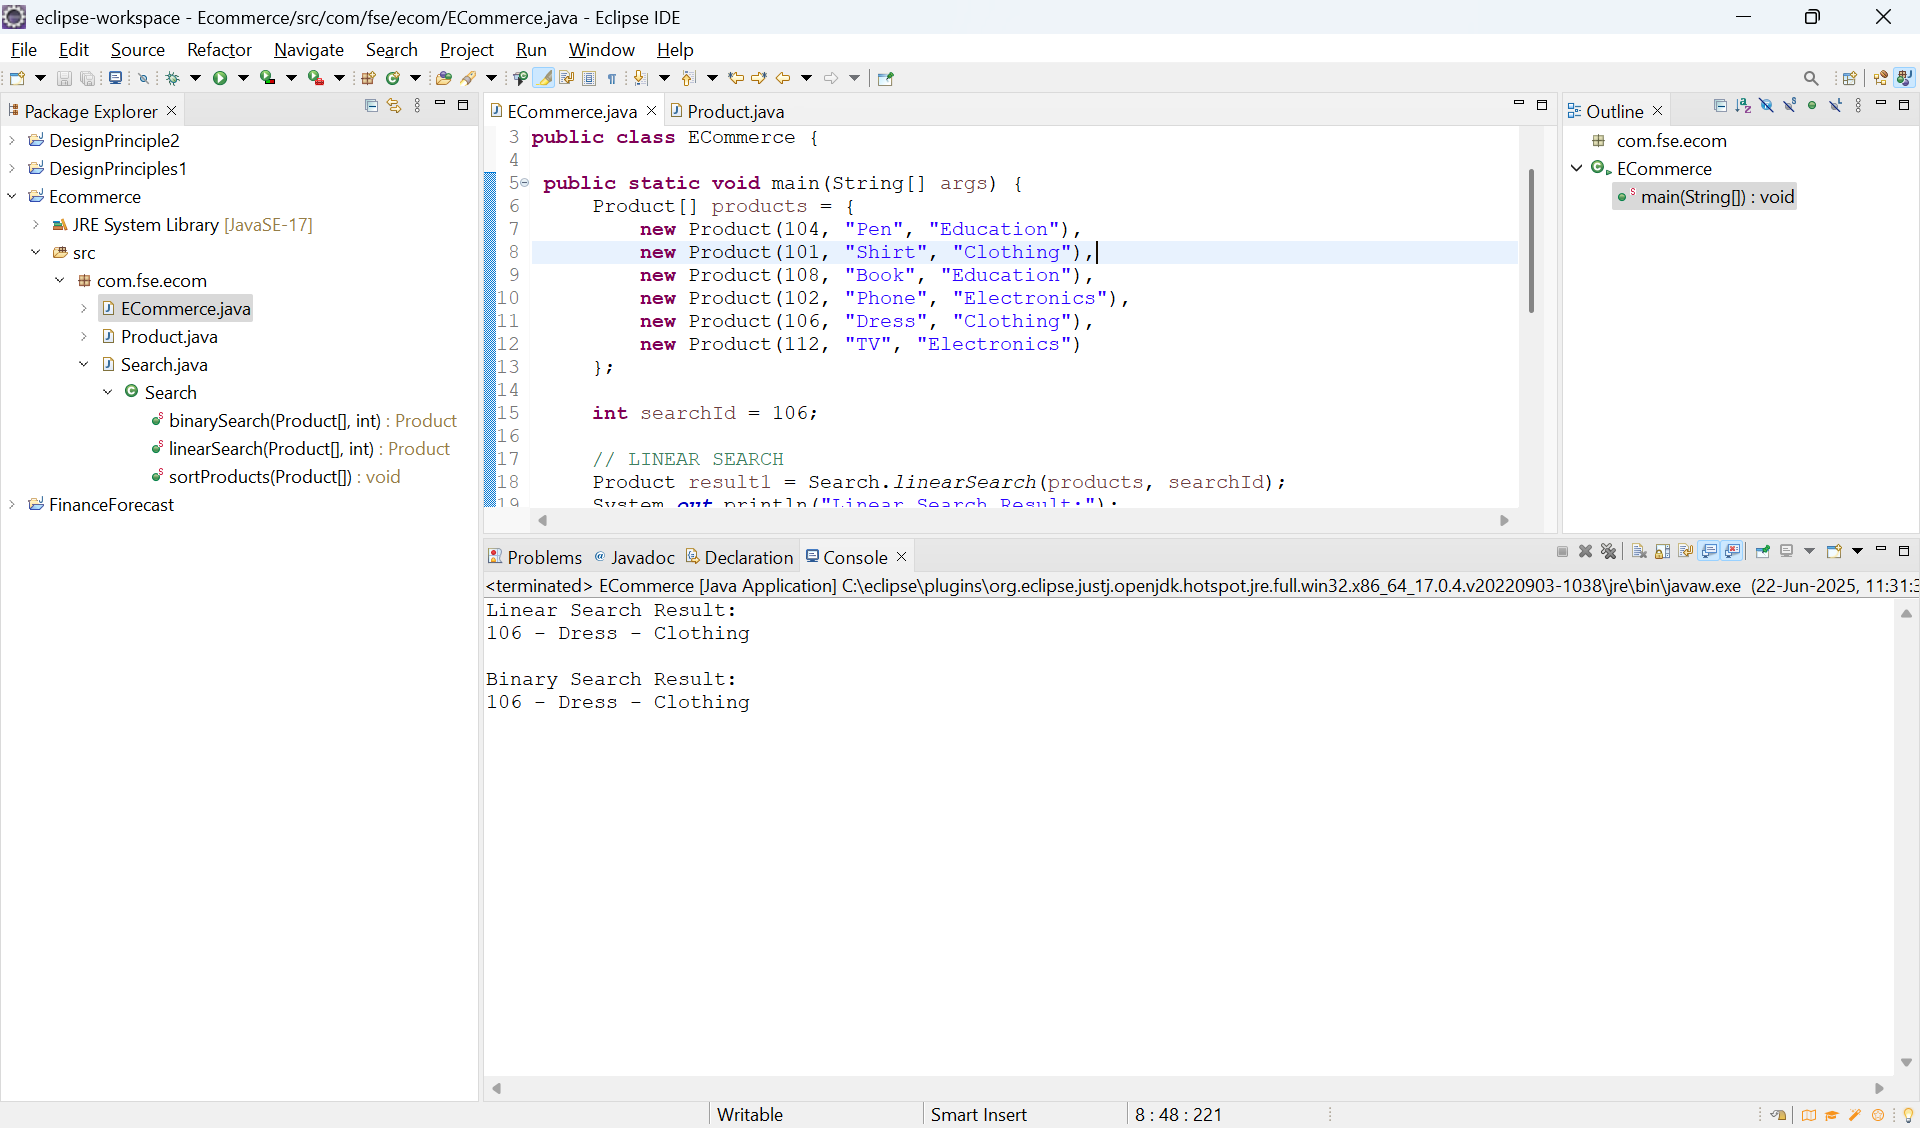 eclipse-workspace - Ecommerce/src/com/fse/ecom/ECommerce.java - Eclipse IDE
File Edit Source Refactor Navigate Search Project Run Window Help
Package Explorer
DesignPrinciple2
DesignPrinciples1
Ecommerce
JRE System Library [JavaSE-17]
src
com.fse.ecom
ECommerce.java
Product.java
Search.java
Search
binarySearch(Product[], int) : Product
linearSearch(Product[], int) : Product
sortProducts(Product[]) : void
FinanceForecast
ECommerce.java Product.java
3 public class ECommerce {
4
5 public static void main(String[] args) {
6 Product[] products = {
7 new Product(104, "Pen", "Education"),
8 new Product(101, "Shirt", "Clothing"),
9 new Product(108, "Book", "Education"),
10 new Product(102, "Phone", "Electronics"),
11 new Product(106, "Dress", "Clothing"),
12 new Product(112, "TV", "Electronics")
13 };
14
15 int searchId = 106;
16
17 // LINEAR SEARCH
18 Product result1 = Search.linearSearch(products, searchId);
19 System.out.println("Linear Search Result:");
Outline
com.fse.ecom
ECommerce
main(String[]) : void
Problems Javadoc Declaration Console
<terminated> ECommerce [Java Application] C:\eclipse\plugins\org.eclipse.justj.openjdk.hotspot.jre.full.win32.x86_64_17.0.4.v20220903-1038\jre\bin\javaw.exe (22-Jun-2025, 11:31:3
Linear Search Result:
106 - Dress - Clothing
Binary Search Result:
106 - Dress - Clothing
Writable Smart Insert 8 : 48 : 221